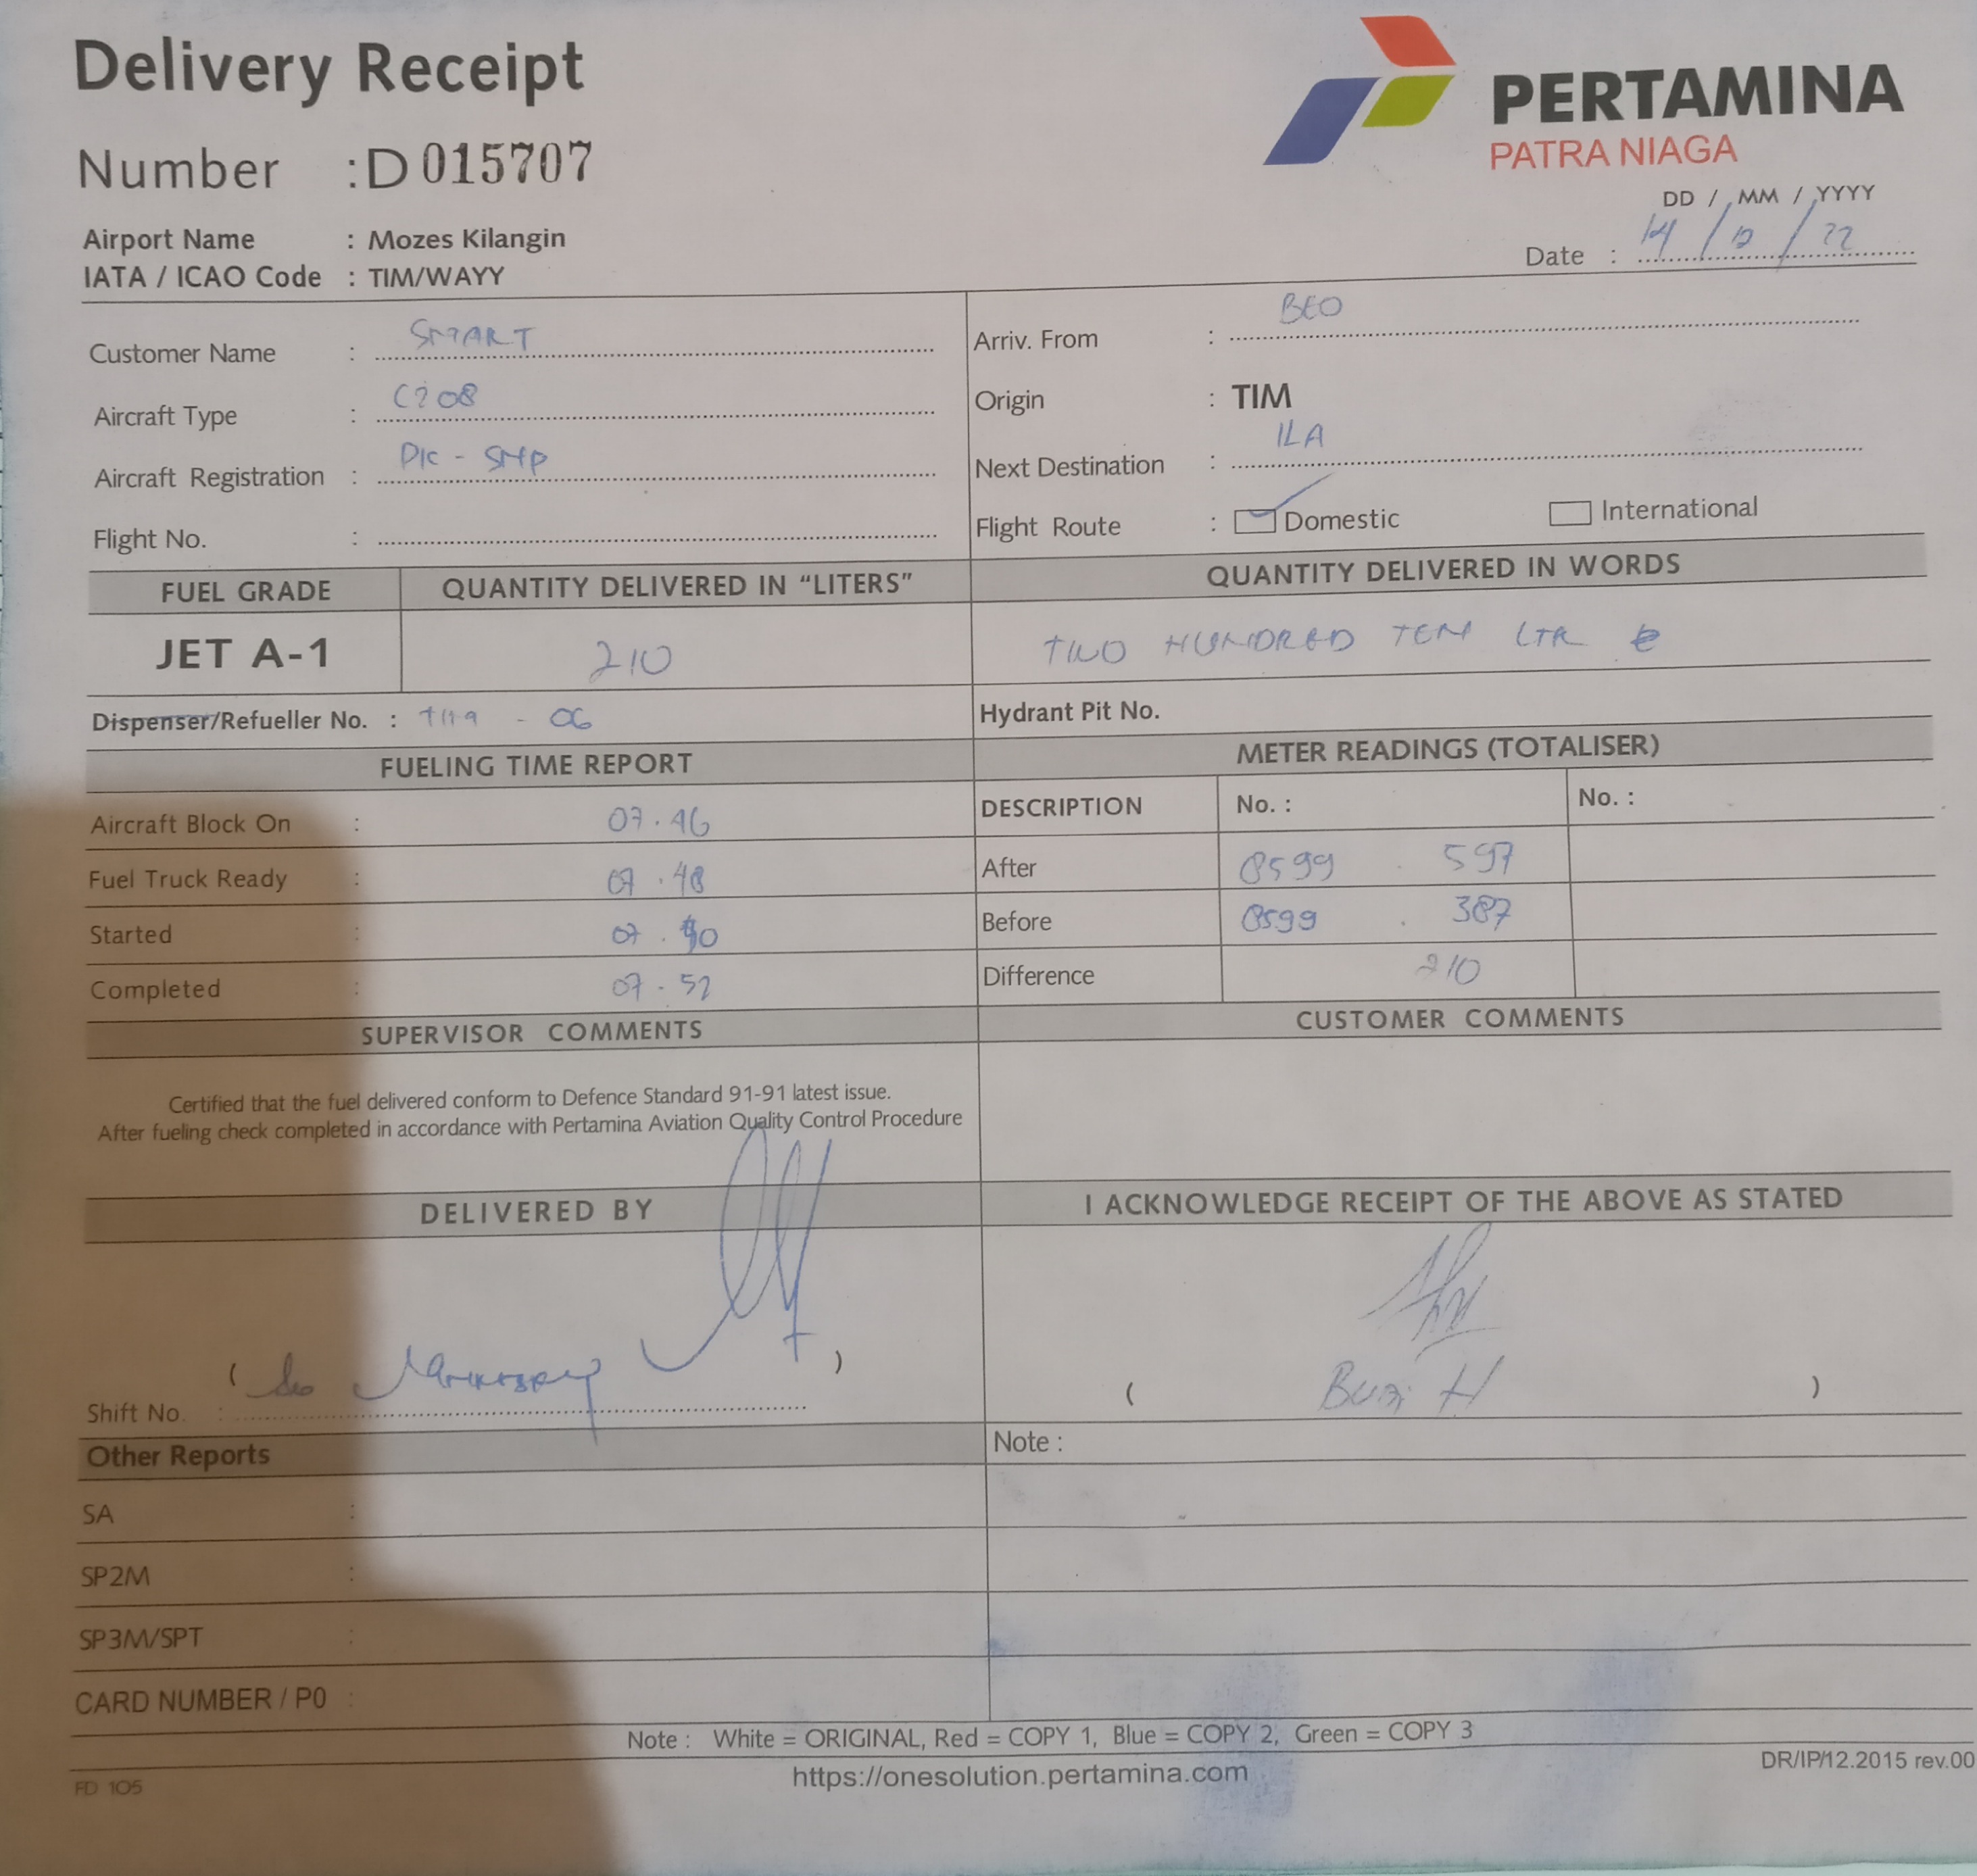 Delivery Receipt
PERTAMINA
PATRA NIAGA
Number : D 015707
DD / MM / YYYY
Airport Name : Mozes Kilangin
Date : 14 / 12 / 22
IATA / ICAO Code : TIM/WAYY
Customer Name : SMART
Arriv. From : BEO
Aircraft Type : C208
Origin : TIM
Aircraft Registration : PK - SNP
Next Destination : ILA
Flight No. :
Flight Route : Domestic International
FUEL GRADE QUANTITY DELIVERED IN "LITERS" QUANTITY DELIVERED IN WORDS
JET A-1 210 TWO HUNDRED TEN LTR
Dispenser/Refueller No. : - 06 Hydrant Pit No.
FUELING TIME REPORT METER READINGS (TOTALISER)
Aircraft Block On : 07.46 DESCRIPTION No. : No. :
Fuel Truck Ready : 07.48 After 8599 . 597
Started : 07. Before 8599 . 387
Completed : 07.52 Difference 210
SUPERVISOR COMMENTS CUSTOMER COMMENTS
Certified that the fuel delivered conform to Defence Standard 91-91 latest issue.
After fueling check completed in accordance with Pertamina Aviation Quality Control Procedure
DELIVERED BY I ACKNOWLEDGE RECEIPT OF THE ABOVE AS STATED
( ) ( H )
Shift No. :
Other Reports Note :
SA :
SP2M :
SP3M/SPT :
CARD NUMBER / P0 :
Note : White = ORIGINAL, Red = COPY 1, Blue = COPY 2, Green = COPY 3
https://onesolution.pertamina.com
DR/IP/12.2015 rev.00
FD 105